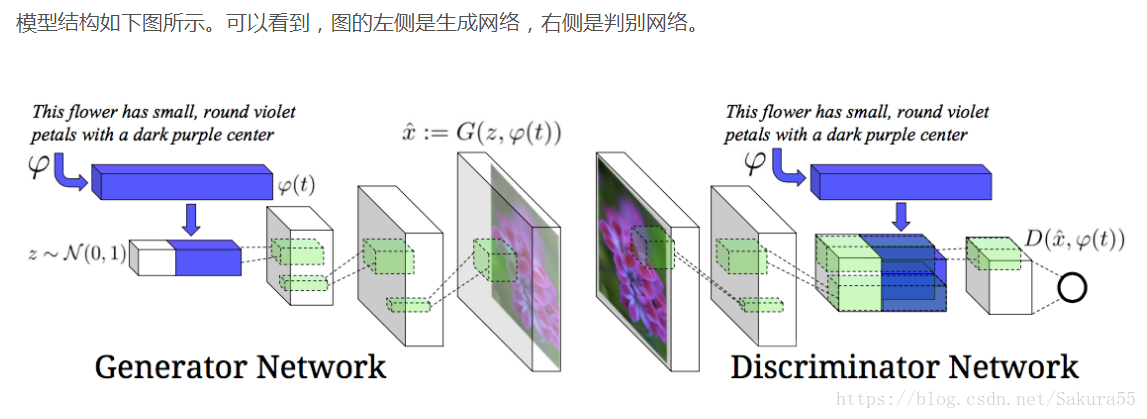 模型结构如下图所示。可以看到，图的左侧是生成网络，右侧是判别网络。
This flower has small, round violet
petals with a dark purple center
φ
φ(t)
z ~ N(0, 1)
x̂ := G(z, φ(t))
Generator Network
This flower has small, round violet
petals with a dark purple center
φ
D(x̂, φ(t))
Discriminator Network
https://blog.csdn.net/Sakura55